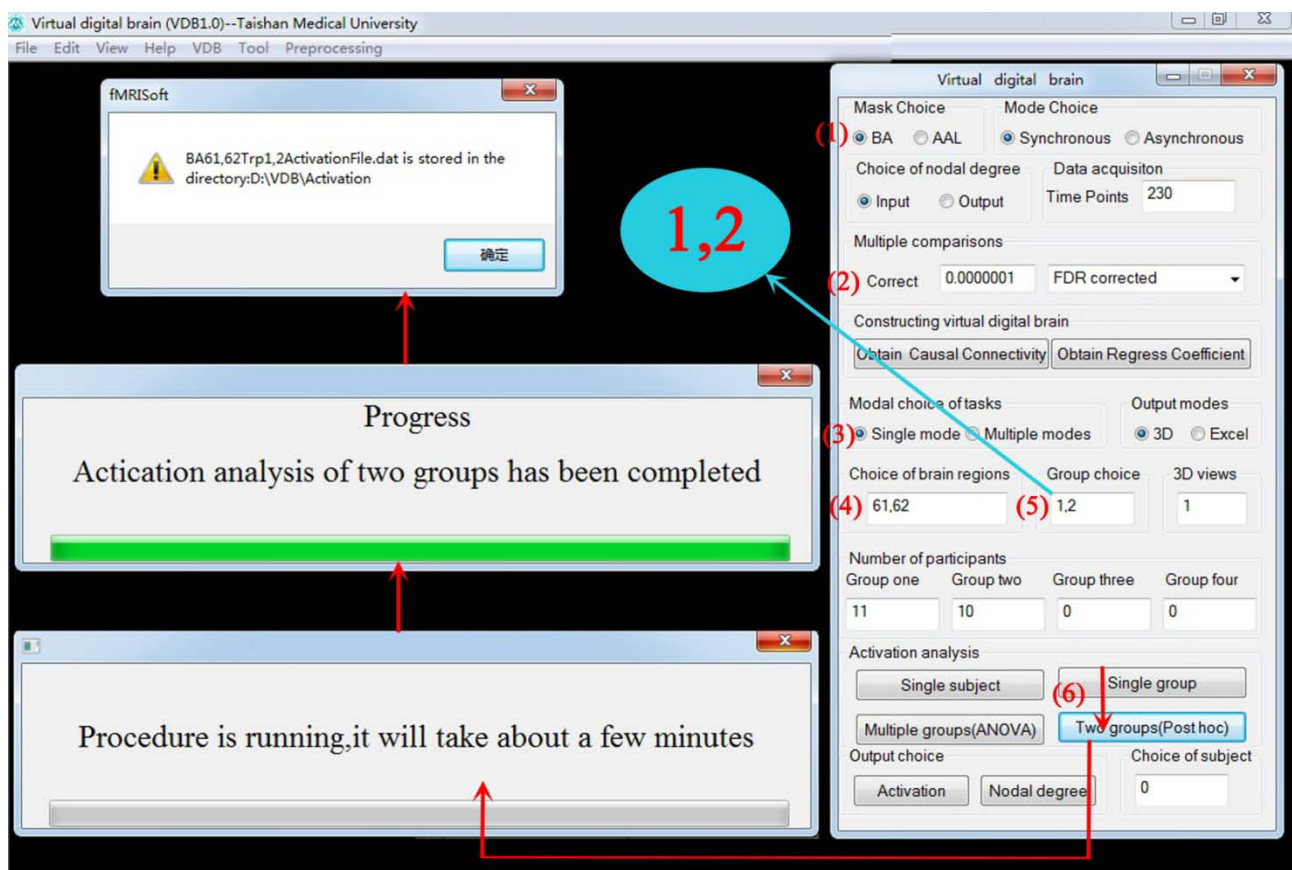 Virtual digital brain (VDB1.0)--Taishan Medical University
File Edit View Help VDB Tool Preprocessing
fMRISoft
BA61,62Trp1,2ActivationFile.dat is stored in the
directory:D:\VDB\Activation
确定
1,2
Progress
Actication analysis of two groups has been completed
Procedure is running,it will take about a few minutes
Virtual digital brain
Mask Choice Mode Choice
(1) BA AAL Synchronous Asynchronous
Choice of nodal degree Data acquisiton
Input Output Time Points 230
Multiple comparisons
(2) Correct 0.0000001 FDR corrected
Constructing virtual digital brain
Obtain Causal Connectivity Obtain Regress Coefficient
Modal choice of tasks Output modes
(3) Single mode Multiple modes 3D Excel
Choice of brain regions Group choice 3D views
(4) 61,62 (5) 1,2 1
Number of participants
Group one Group two Group three Group four
11 10 0 0
Activation analysis
Single subject (6) Single group
Multiple groups(ANOVA) Two groups(Post hoc)
Output choice Choice of subject
Activation Nodal degree 0